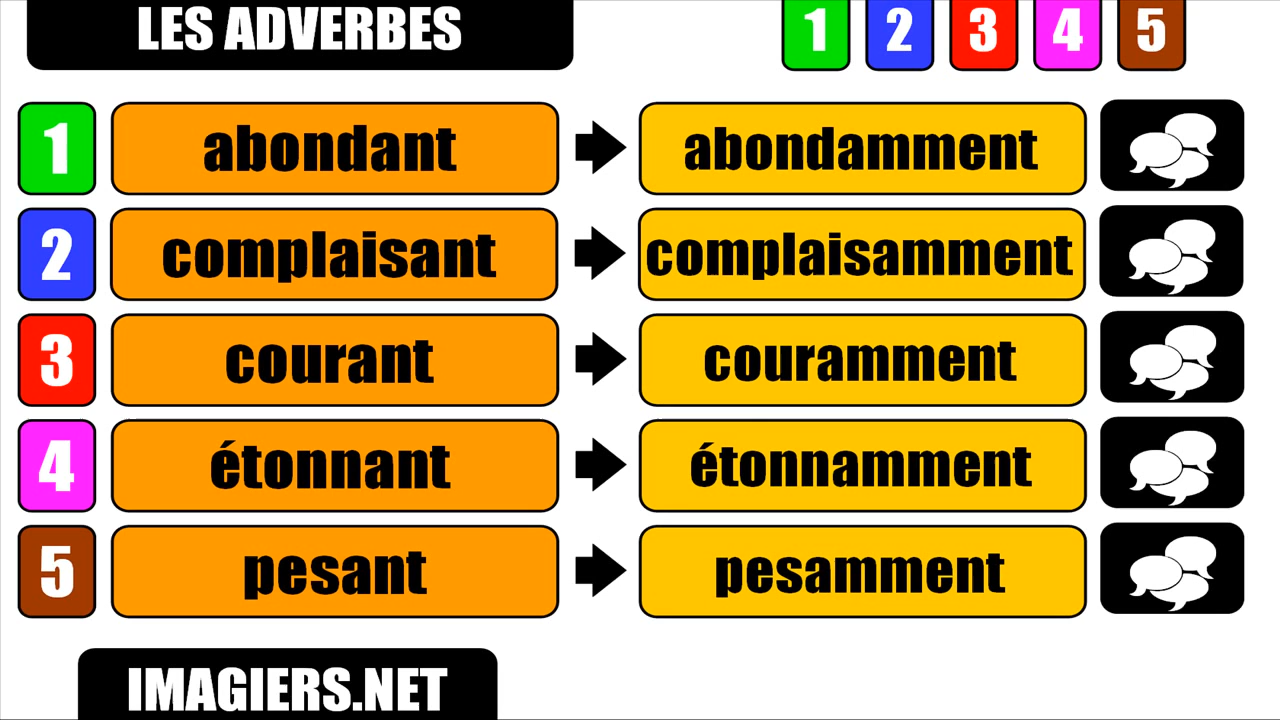 LES ADVERBES
1 2 3 4 5
1 abondant abondamment
2 complaisant complaisamment
3 courant couramment
4 étonnant étonnamment
5 pesant pesamment
IMAGIERS.NET